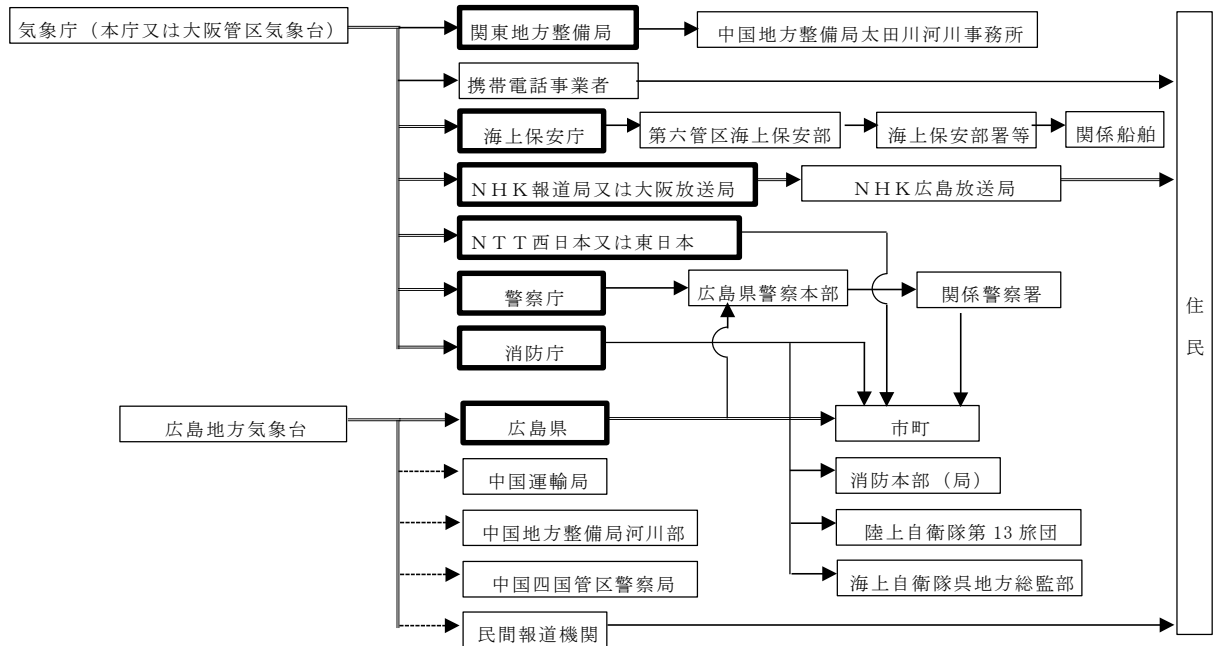 気象庁(本庁又は大阪管区気象台)
関東地方整備局
中国地方整備局太田川河川事務所
携帯電話事業者
海上保安庁
第六管区海上保安部
海上保安部署等
関係船舶
NHK報道局又は大阪放送局
NHK広島放送局
NTT西日本又は東日本
警察庁
広島県警察本部
関係警察署
消防庁
住民
広島地方気象台
広島県
市町
中国運輸局
消防本部(局)
中国地方整備局河川部
陸上自衛隊第13旅団
中国四国管区警察局
海上自衛隊呉地方総監部
民間報道機関